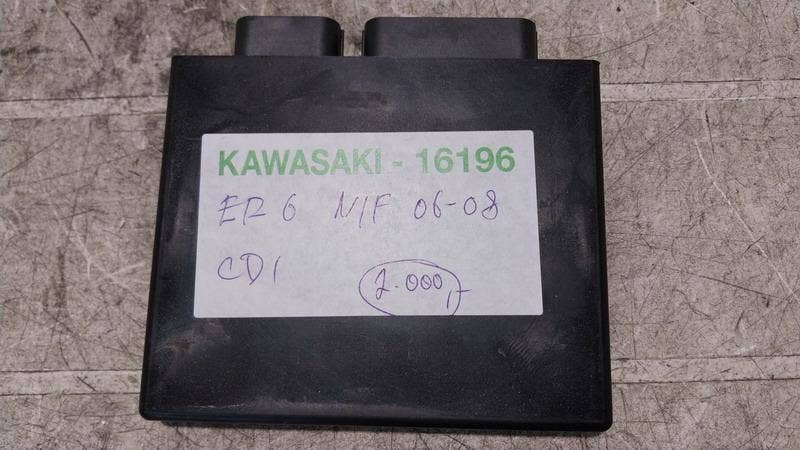 KAWASAKI - 16196
ER 6 N/F 06-08
CDI
2.000,-